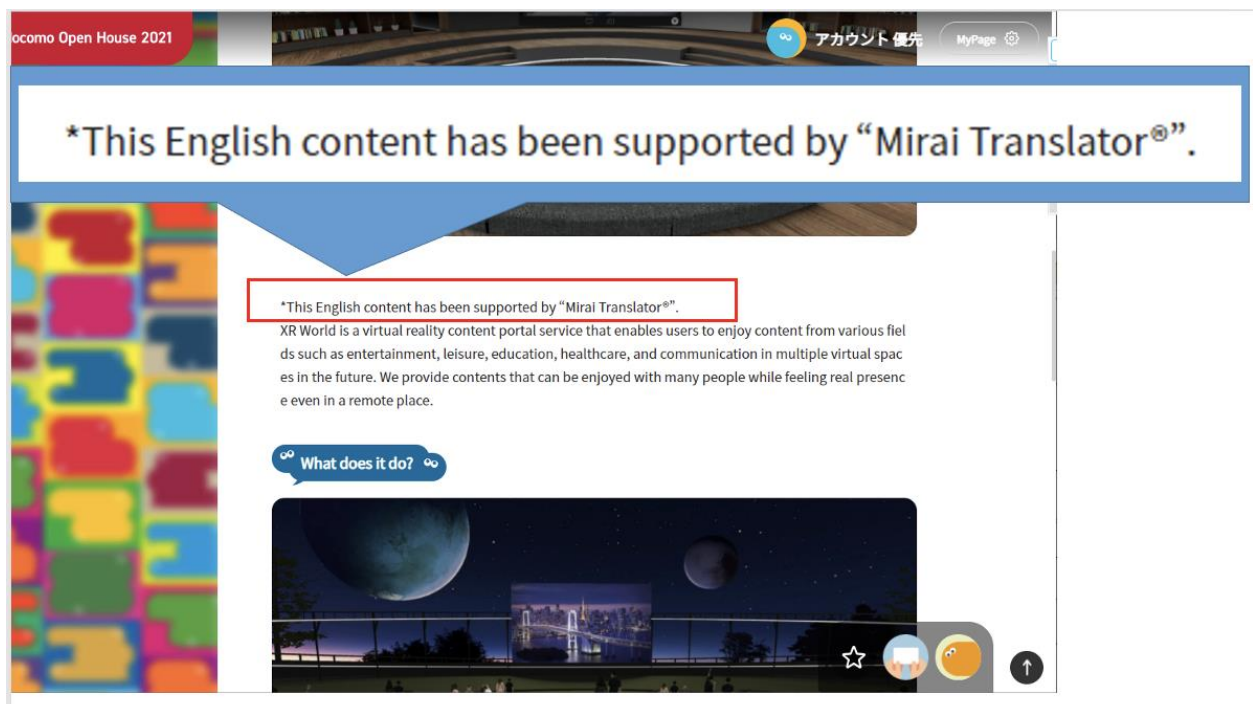 ocomo Open House 2021
アカウント 優先
MyPage
*This English content has been supported by “Mirai Translator®”.
*This English content has been supported by “Mirai Translator®”.
XR World is a virtual reality content portal service that enables users to enjoy content from various fiel
ds such as entertainment, leisure, education, healthcare, and communication in multiple virtual spac
es in the future. We provide contents that can be enjoyed with many people while feeling real presenc
e even in a remote place.
What does it do?